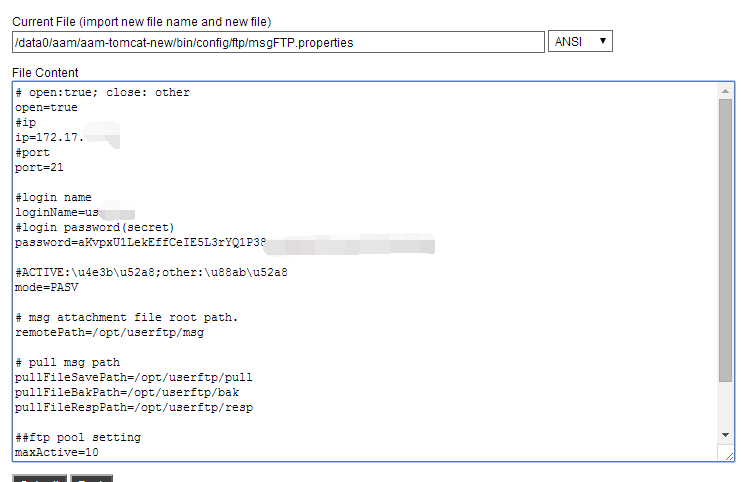 Current File (import new file name and new file)
/data0/aam/aam-tomcat-new/bin/config/ftp/msgFTP.properties
ANSI
File Content
# open:true; close: other
open=true
#ip
ip=172.17.
#port
port=21
#login name
loginName=us
#login password(secret)
password=aKvpxU1LekEffCeIE5L3rYQ1P38
#ACTIVE:\u4e3b\u52a8;other:\u88ab\u52a8
mode=PASV
# msg attachment file root path.
remotePath=/opt/userftp/msg
# pull msg path
pullFileSavePath=/opt/userftp/pull
pullFileBakPath=/opt/userftp/bak
pullFileRespPath=/opt/userftp/resp
##ftp pool setting
maxActive=10